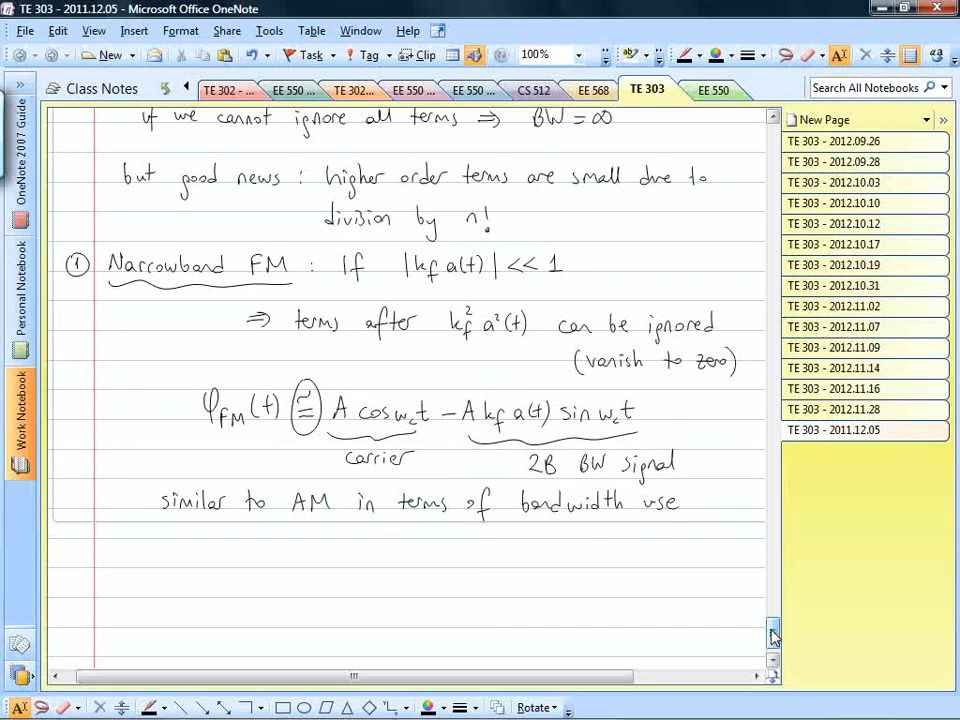 TE 303 - 2011.12.05 - Microsoft Office OneNote
File Edit View Insert Format Share Tools Table Window Help
New Task Tag Clip 100%
Class Notes TE 302 - ... EE 550 ... TE 302... EE 550 ... EE 550 ... CS 512 EE 568 TE 303 EE 550 Search All Notebooks
New Page
TE 303 - 2012.09.26
TE 303 - 2012.09.28
TE 303 - 2012.10.03
TE 303 - 2012.10.10
TE 303 - 2012.10.12
TE 303 - 2012.10.17
TE 303 - 2012.10.19
TE 303 - 2012.10.31
TE 303 - 2012.11.02
TE 303 - 2012.11.07
TE 303 - 2012.11.09
TE 303 - 2012.11.14
TE 303 - 2012.11.16
TE 303 - 2012.11.28
TE 303 - 2011.12.05
OneNote 2007 Guide
Personal Notebook
Work Notebook
if we cannot ignore all terms ⇒ BW = ∞
but good news : higher order terms are small due to
division by n!
① Narrowband FM : If |k_f a(t)| << 1
⇒ terms after k_f² a²(t) can be ignored
(vanish to zero)
φ_FM(t) ≅ A cos ω_c t − A k_f a(t) sin ω_c t
carrier 2B BW signal
similar to AM in terms of bandwidth use
Rotate